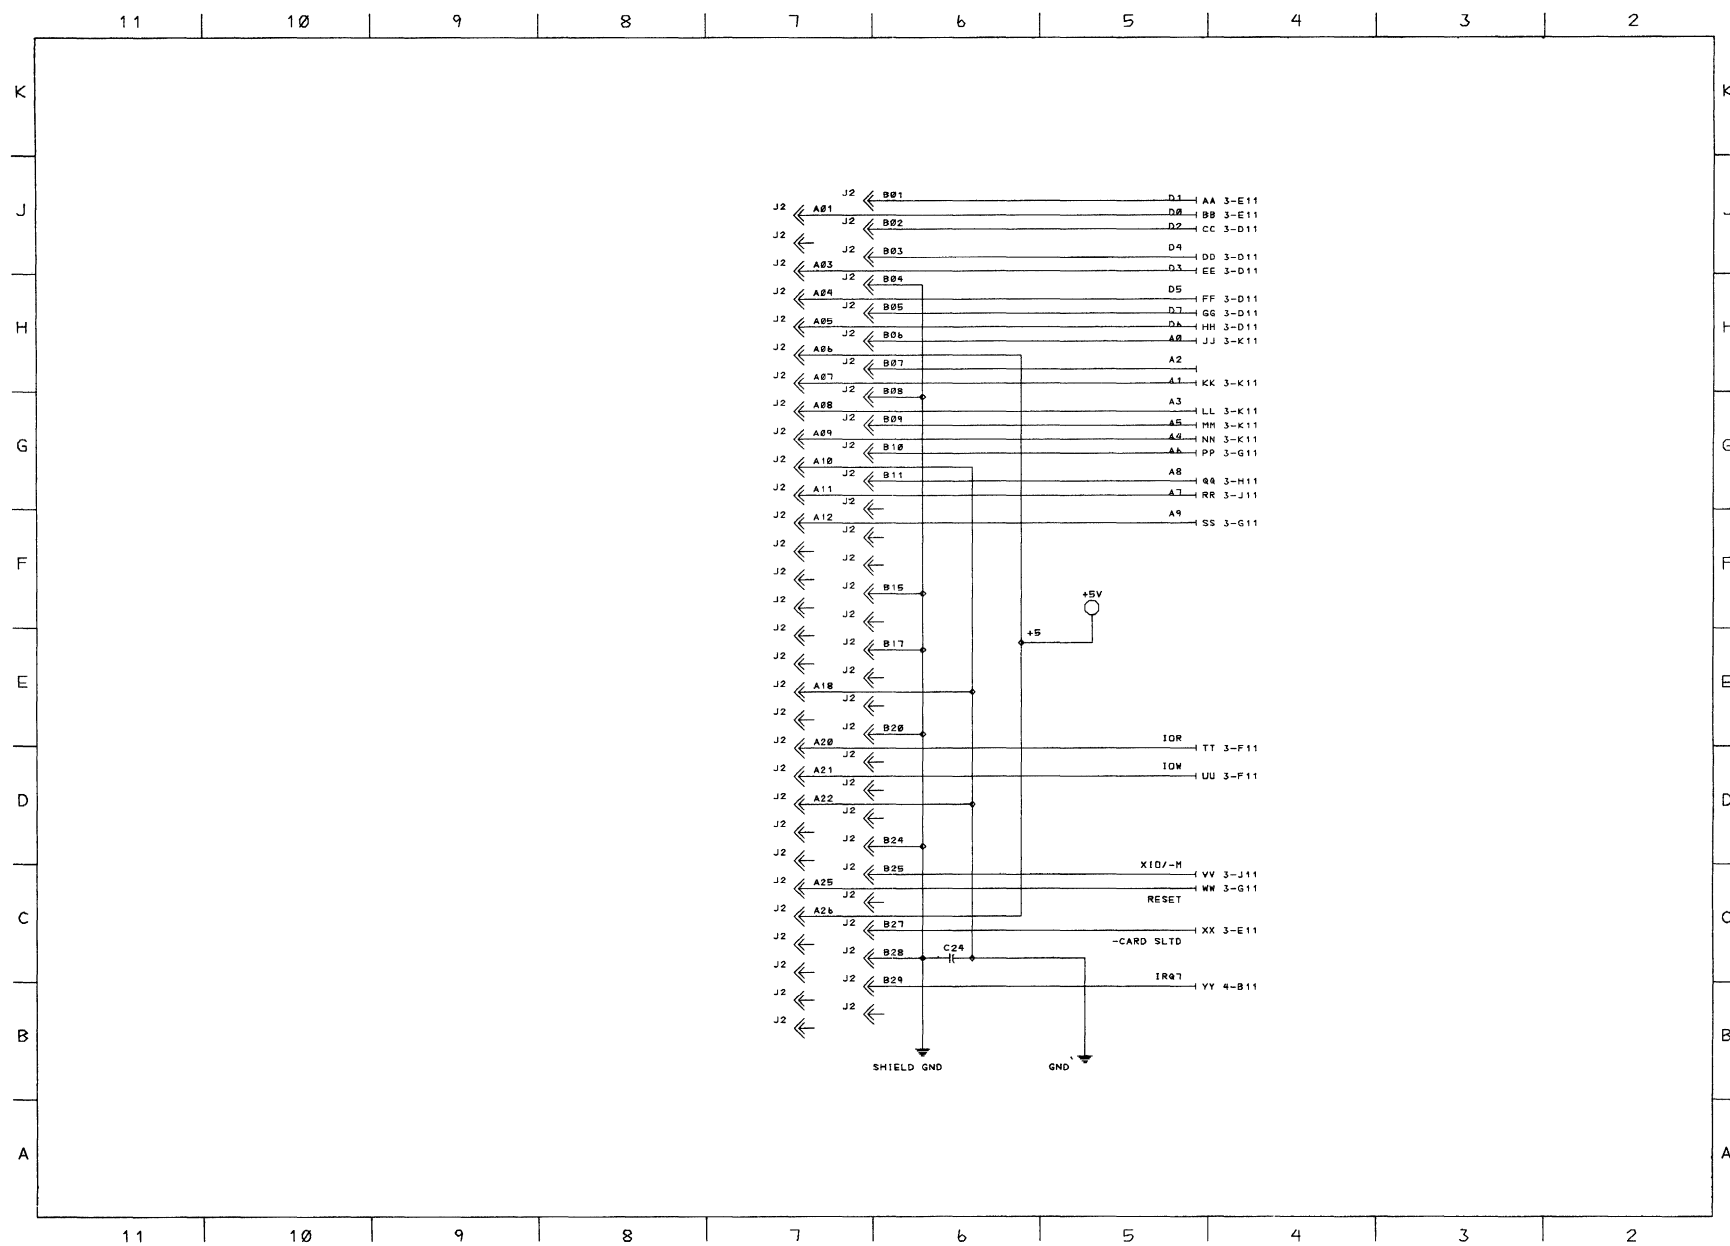 11 10 9 8 7 6 5 4 3 2
K K
J2 B01 D1 AA 3-E11
J J2 A01 D0 BB 3-E11 J
J2 B02 D2 CC 3-D11
J2
J2 B03 D4 DD 3-D11
J2 A03 D3 EE 3-D11
J2 B04
J2 A04 D5 FF 3-D11
J2 B05 D7 GG 3-D11
H J2 A05 D6 HH 3-D11 H
J2 B06 A0 JJ 3-K11
J2 A06
J2 B07 A2
J2 A07 A1 KK 3-K11
J2 B08
J2 A08 A3 LL 3-K11
J2 B09 A5 MM 3-K11
G J2 A09 A4 NN 3-K11 G
J2 B10 A6 PP 3-G11
J2 A10
J2 B11 A8 QQ 3-H11
J2 A11 A7 RR 3-J11
J2
J2 A12 A9 SS 3-G11
J2
J2
F J2 F
J2
J2 B15
J2 +5V
J2
J2 +5
J2 B17
J2
E J2 E
J2 A18
J2
J2
J2 B20
J2 A20 IOR TT 3-F11
J2
J2 A21 IOW UU 3-F11
J2
D J2 A22 D
J2
J2
J2 B24
J2
J2 B25 XIO/-M VV 3-J11
J2 A25 WW 3-G11
J2 RESET
C J2 A26 C
J2 B27 XX 3-E11
J2 -CARD SLTD
J2 B28 C24
J2
J2 B29 IRQ7 YY 4-B11
J2
J2
B J2 B
SHIELD GND GND
A A
11 10 9 8 7 6 5 4 3 2